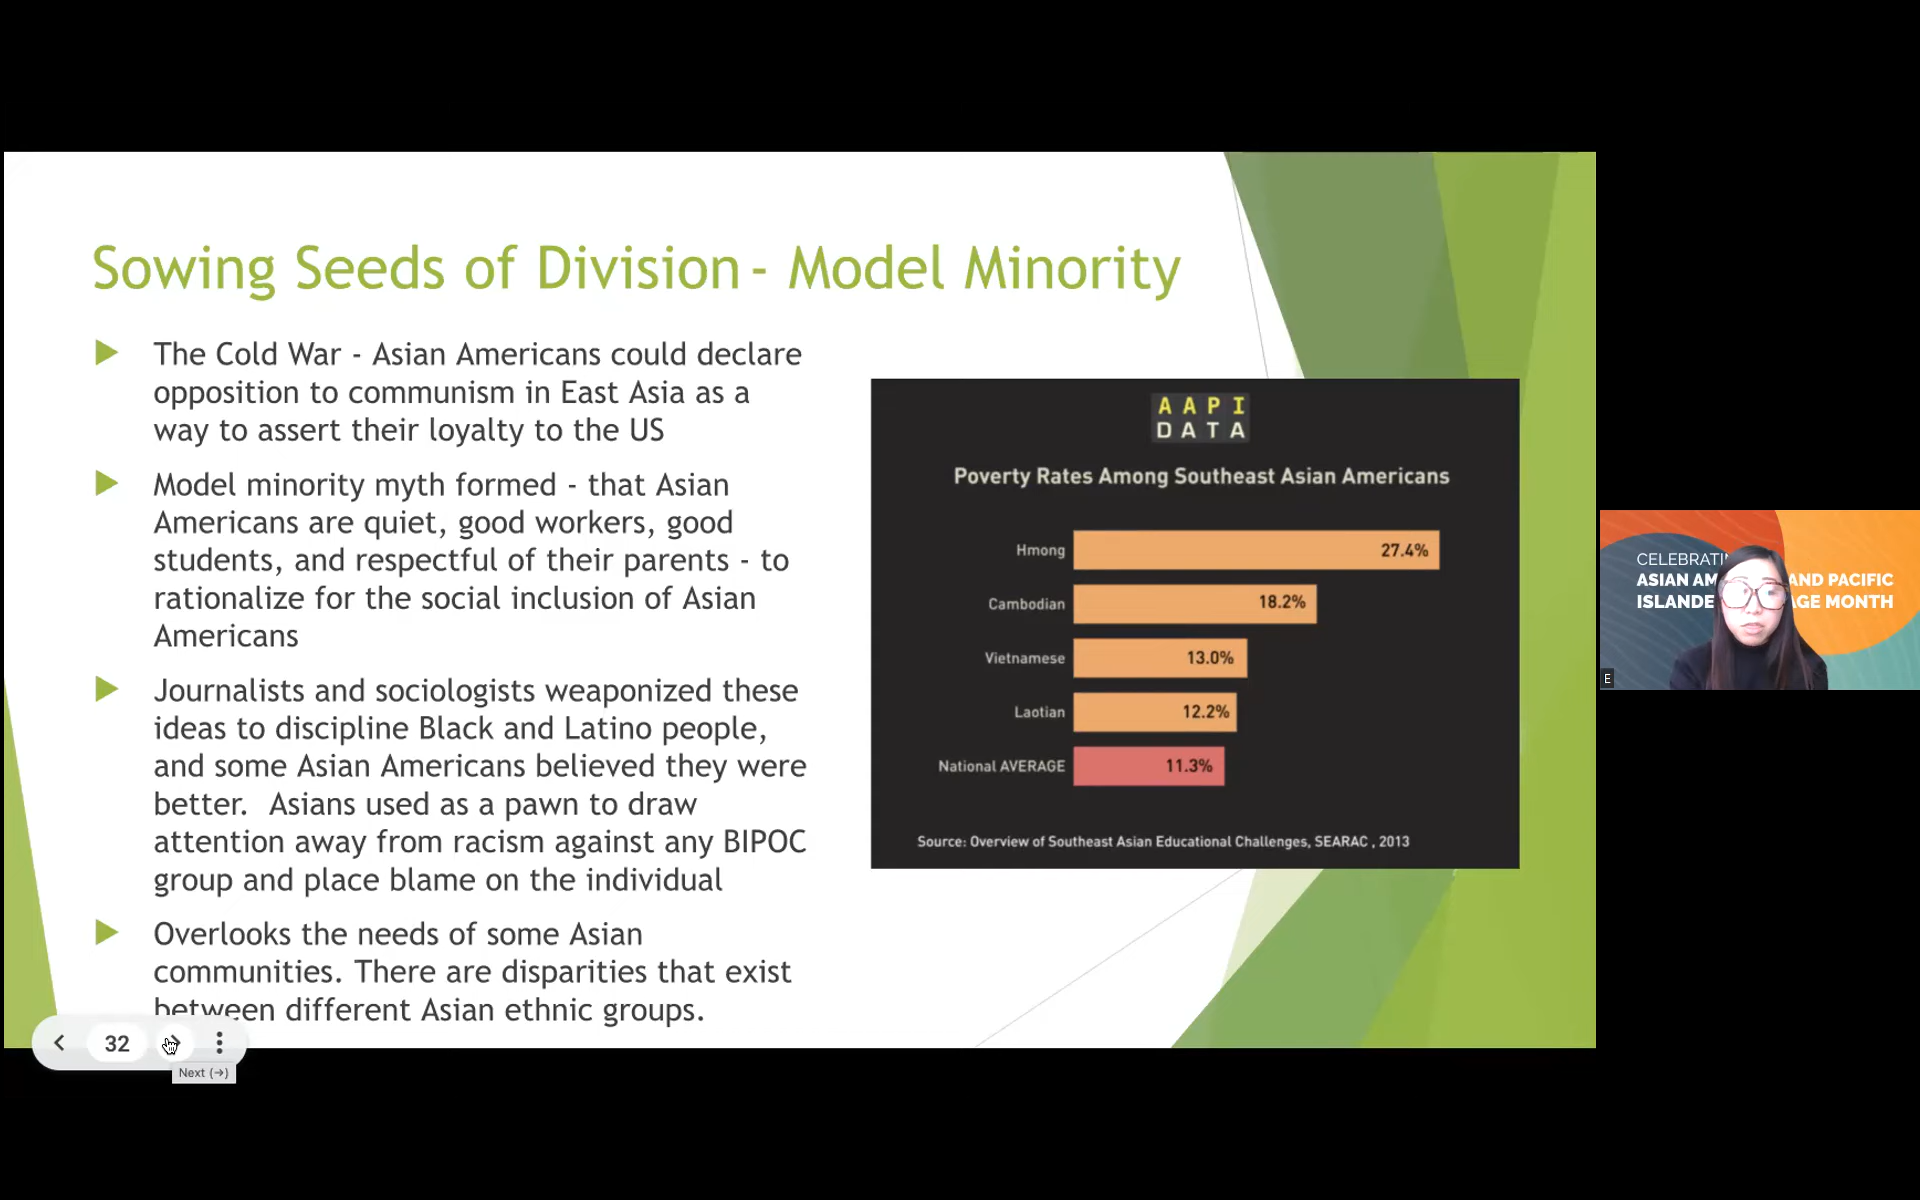 Sowing Seeds of Division - Model Minority
The Cold War - Asian Americans could declare
opposition to communism in East Asia as a
way to assert their loyalty to the US
Model minority myth formed - that Asian
Americans are quiet, good workers, good
students, and respectful of their parents - to
rationalize for the social inclusion of Asian
Americans
Journalists and sociologists weaponized these
ideas to discipline Black and Latino people,
and some Asian Americans believed they were
better. Asians used as a pawn to draw
attention away from racism against any BIPOC
group and place blame on the individual
Overlooks the needs of some Asian
communities. There are disparities that exist
between different Asian ethnic groups.
AAPI
DATA
Poverty Rates Among Southeast Asian Americans
Hmong 27.4%
Cambodian 18.2%
Vietnamese 13.0%
Laotian 12.2%
National AVERAGE 11.3%
Source: Overview of Southeast Asian Educational Challenges, SEARAC , 2013
CELEBRATI
ASIAN AM AND PACIFIC
ISLANDE AGE MONTH
E
32
Next (→)